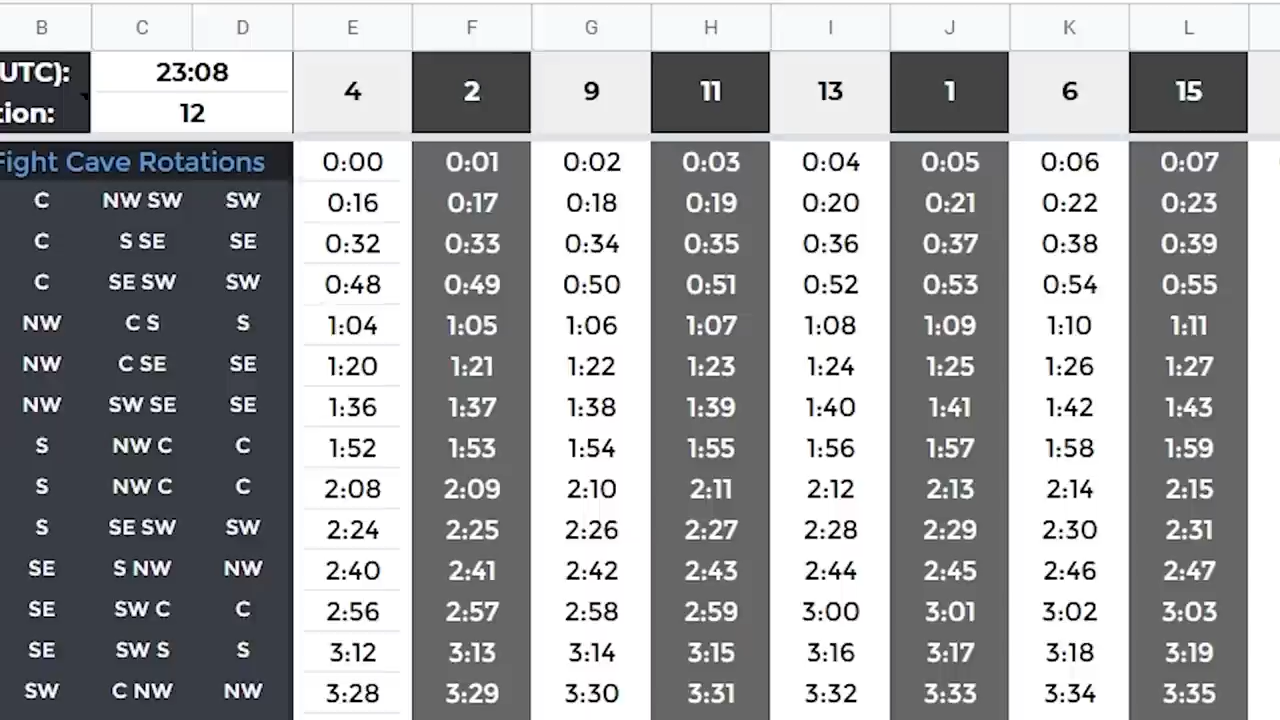 B C D E F G H I J K L
UTC): 23:08 4 2 9 11 13 1 6 15
tion: 12
Fight Cave Rotations 0:00 0:01 0:02 0:03 0:04 0:05 0:06 0:07
C NW SW SW 0:16 0:17 0:18 0:19 0:20 0:21 0:22 0:23
C S SE SE 0:32 0:33 0:34 0:35 0:36 0:37 0:38 0:39
C SE SW SW 0:48 0:49 0:50 0:51 0:52 0:53 0:54 0:55
NW C S S 1:04 1:05 1:06 1:07 1:08 1:09 1:10 1:11
NW C SE SE 1:20 1:21 1:22 1:23 1:24 1:25 1:26 1:27
NW SW SE SE 1:36 1:37 1:38 1:39 1:40 1:41 1:42 1:43
S NW C C 1:52 1:53 1:54 1:55 1:56 1:57 1:58 1:59
S NW C C 2:08 2:09 2:10 2:11 2:12 2:13 2:14 2:15
S SE SW SW 2:24 2:25 2:26 2:27 2:28 2:29 2:30 2:31
SE S NW NW 2:40 2:41 2:42 2:43 2:44 2:45 2:46 2:47
SE SW C C 2:56 2:57 2:58 2:59 3:00 3:01 3:02 3:03
SE SW S S 3:12 3:13 3:14 3:15 3:16 3:17 3:18 3:19
SW C NW NW 3:28 3:29 3:30 3:31 3:32 3:33 3:34 3:35